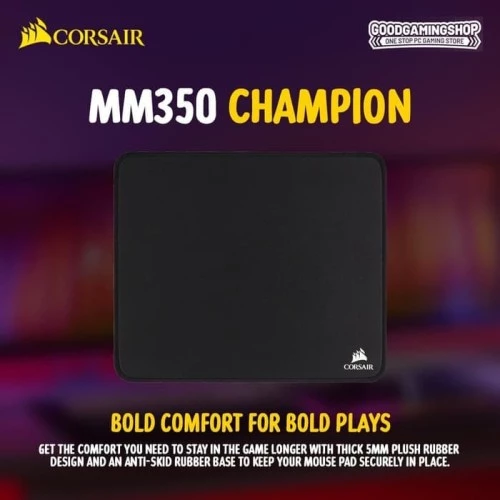 CORSAIR
GOODGAMINGSHOP
ONE STOP PC GAMING STORE
MM350 CHAMPION
CORSAIR
BOLD COMFORT FOR BOLD PLAYS
GET THE COMFORT YOU NEED TO STAY IN THE GAME LONGER WITH THICK 5MM PLUSH RUBBER
DESIGN AND AN ANTI-SKID RUBBER BASE TO KEEP YOUR MOUSE PAD SECURELY IN PLACE.